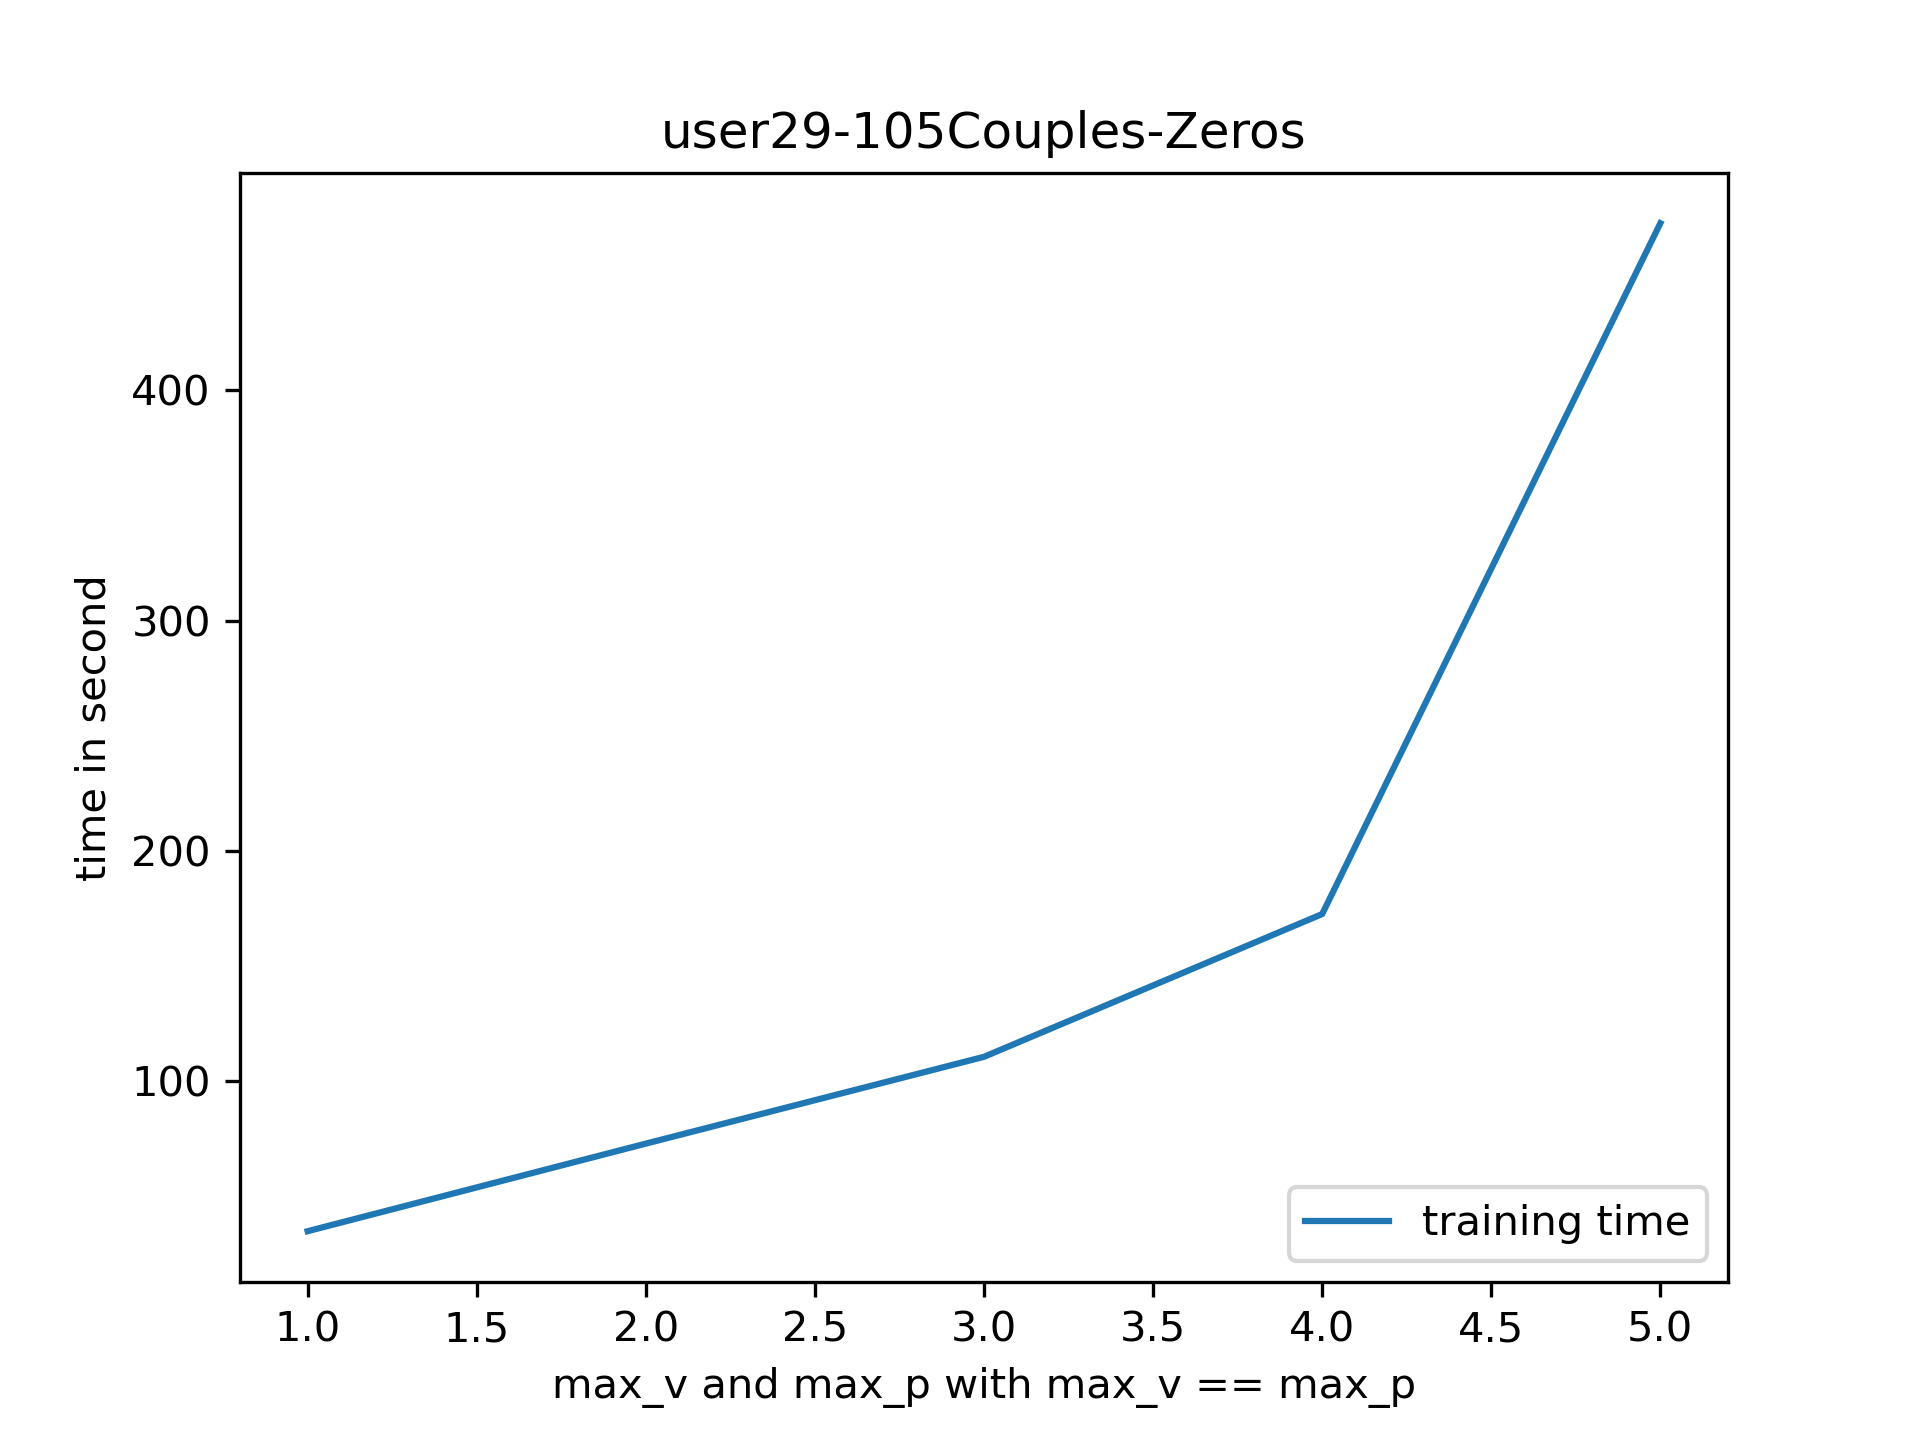 user29-105Couples-Zeros
time in second
400
300
200
100
training time
1.0 1.5 2.0 2.5 3.0 3.5 4.0 4.5 5.0
max_v and max_p with max_v == max_p